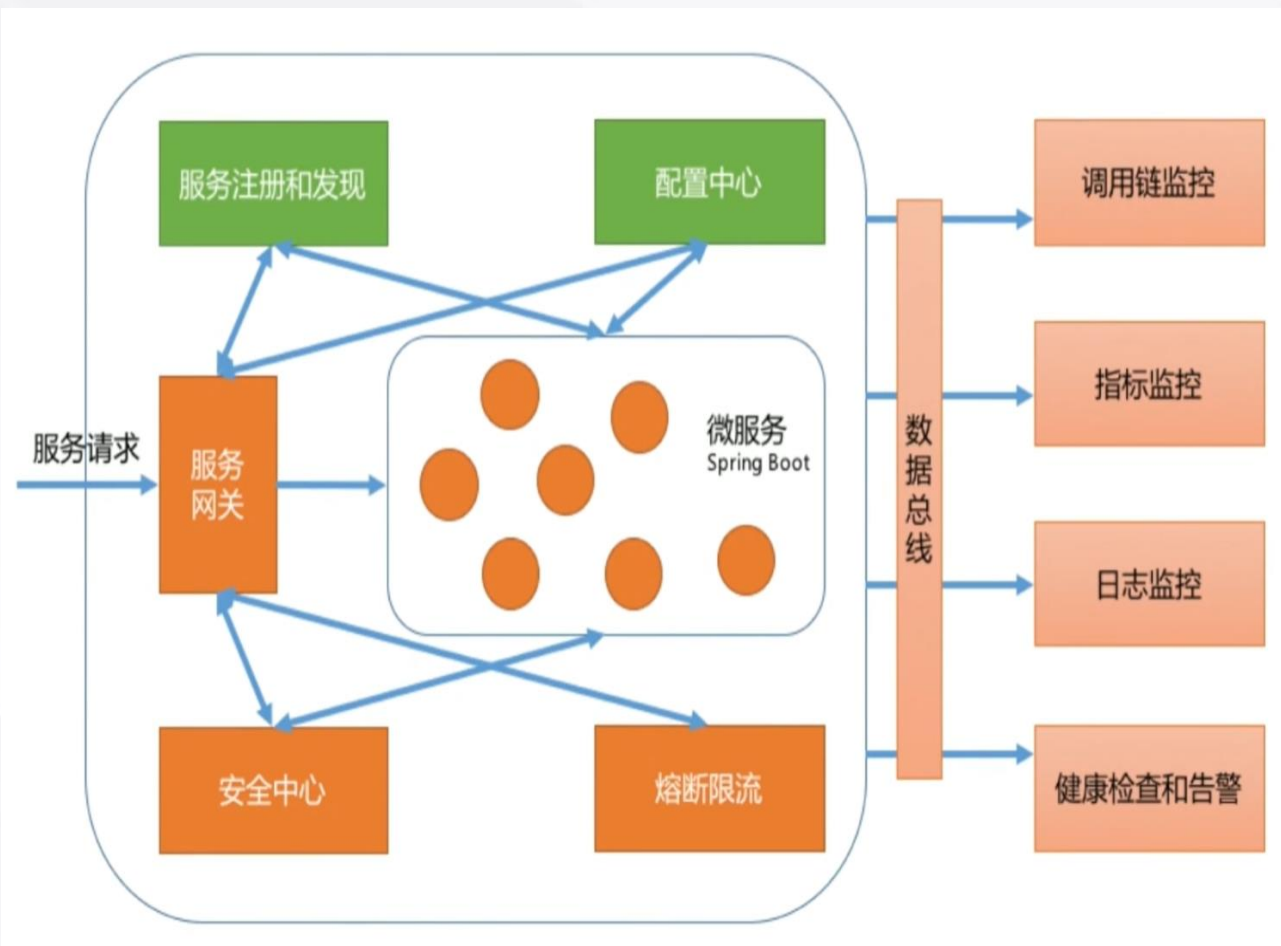 服务注册和发现
配置中心
调用链监控
指标监控
服务请求
服务
网关
微服务
Spring Boot
数
据
总
线
日志监控
安全中心
熔断限流
健康检查和告警